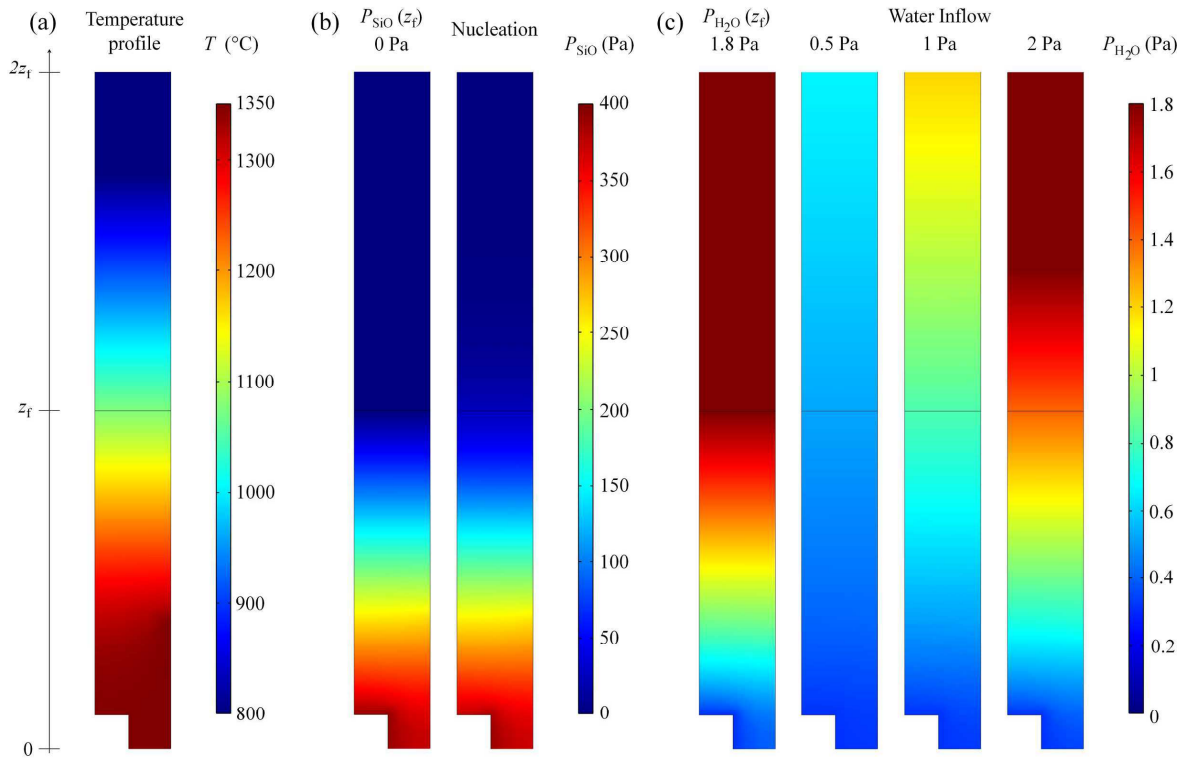 (a) Temperature profile
T (°C)
2z_f
z_f
0
1350
1300
1200
1100
1000
900
800
(b) P_SiO (z_f)
0 Pa
Nucleation
P_SiO (Pa)
400
350
300
250
200
150
100
50
0
(c) P_H₂O (z_f)
1.8 Pa
Water Inflow
0.5 Pa
1 Pa
2 Pa
P_H₂O (Pa)
1.8
1.6
1.4
1.2
1
0.8
0.6
0.4
0.2
0